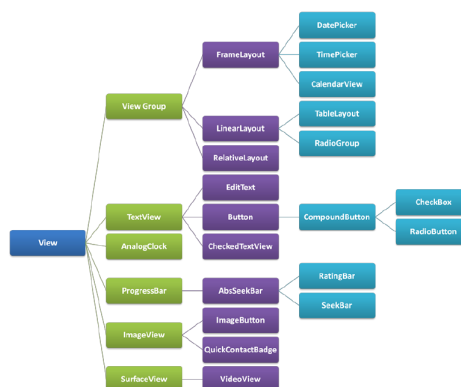 DatePicker
FrameLayout
TimePicker
CalendarView
View Group
TableLayout
LinearLayout
RadioGroup
RelativeLayout
EditText
CheckBox
TextView
Button
CompoundButton
RadioButton
View
AnalogClock
CheckedTextView
RatingBar
ProgressBar
AbsSeekBar
SeekBar
ImageButton
ImageView
QuickContactBadge
SurfaceView
VideoView